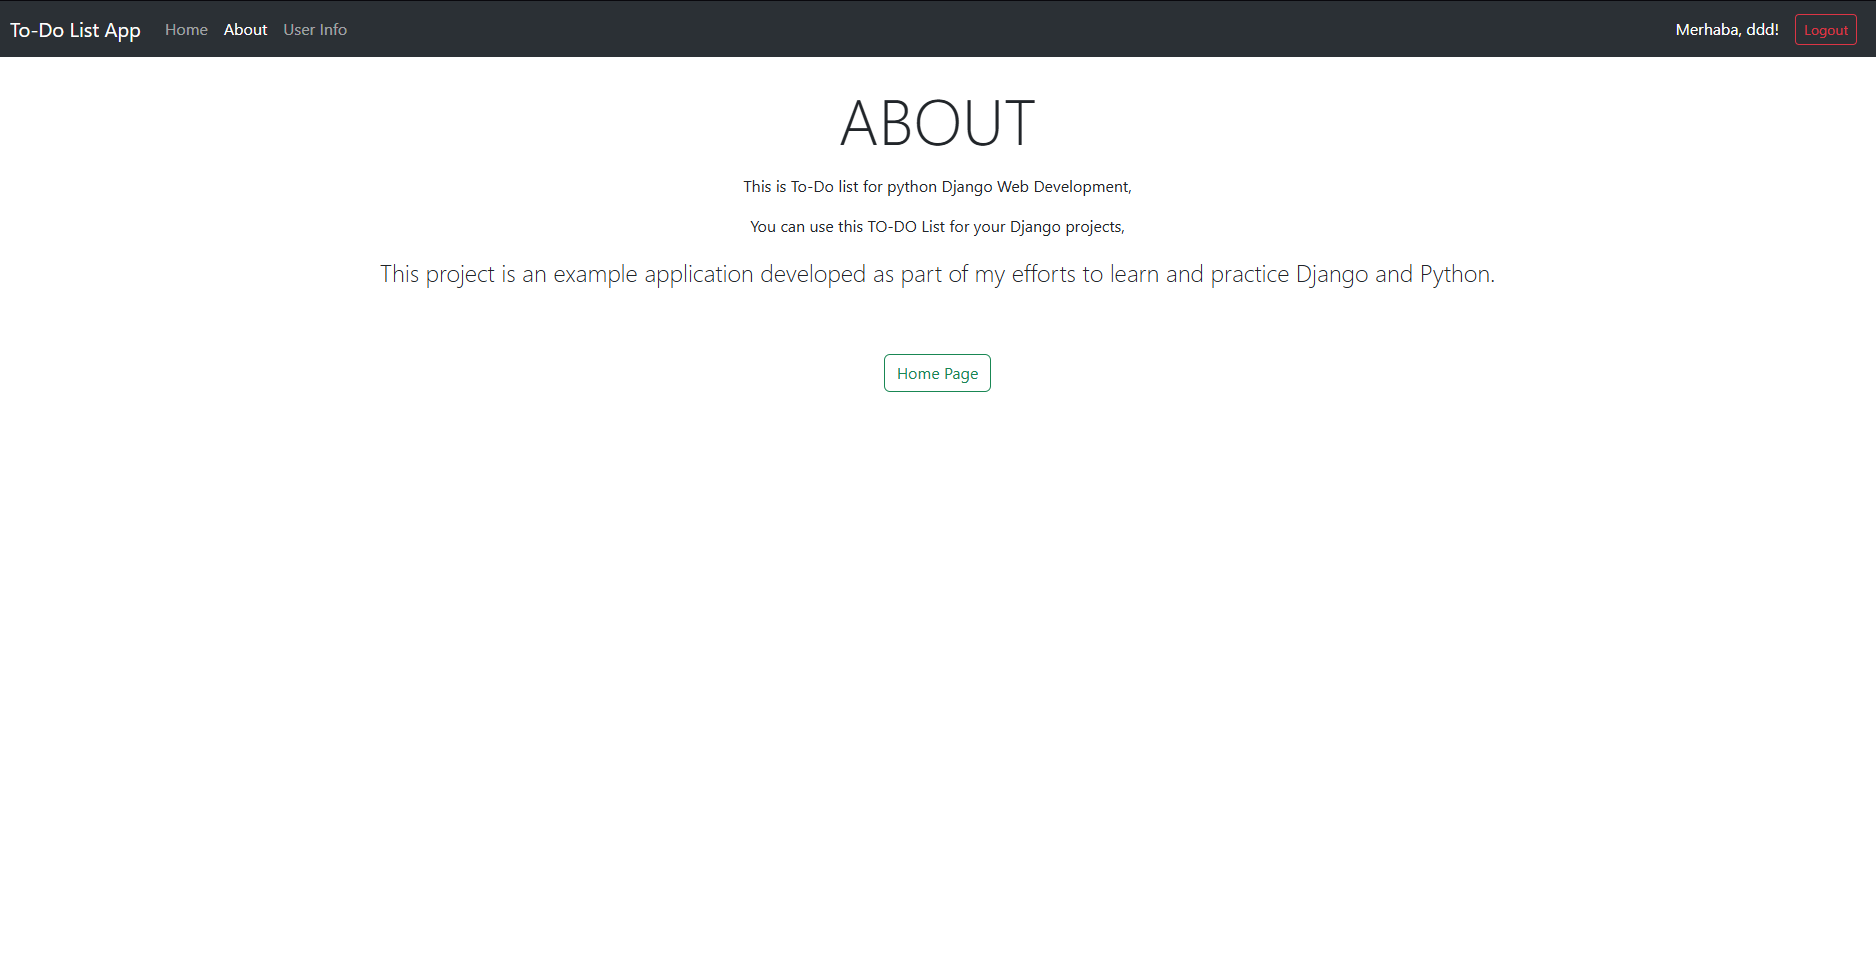 To-Do List App Home About User Info Merhaba, ddd! Logout
ABOUT
This is To-Do list for python Django Web Development,
You can use this TO-DO List for your Django projects,
This project is an example application developed as part of my efforts to learn and practice Django and Python.
Home Page